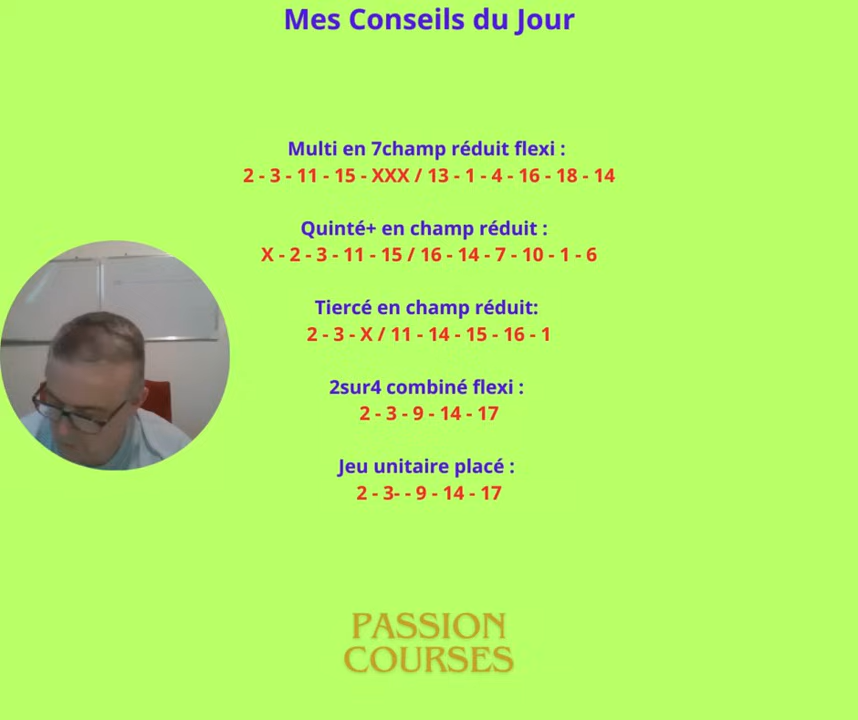 Mes Conseils du Jour
Multi en 7champ réduit flexi :
2 - 3 - 11 - 15 - XXX / 13 - 1 - 4 - 16 - 18 - 14
Quinté+ en champ réduit :
X - 2 - 3 - 11 - 15 / 16 - 14 - 7 - 10 - 1 - 6
Tiercé en champ réduit:
2 - 3 - X / 11 - 14 - 15 - 16 - 1
2sur4 combiné flexi :
2 - 3 - 9 - 14 - 17
Jeu unitaire placé :
2 - 3- - 9 - 14 - 17
PASSION
COURSES